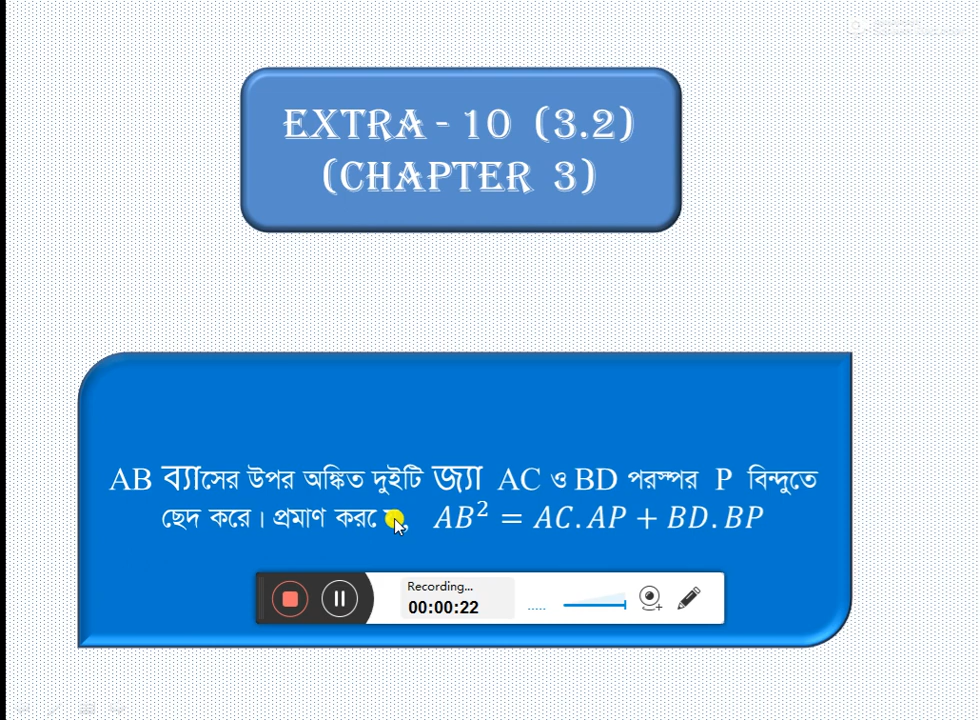 EXTRA - 10 (3.2)
(CHAPTER 3)
AB ব্যাসের উপর অঙ্কিত দুইটি জ্যা AC ও BD পরস্পর P বিন্দুতে
ছেদ করে। প্রমাণ কর AB² = AC.AP + BD.BP
Recording...
00:00:22